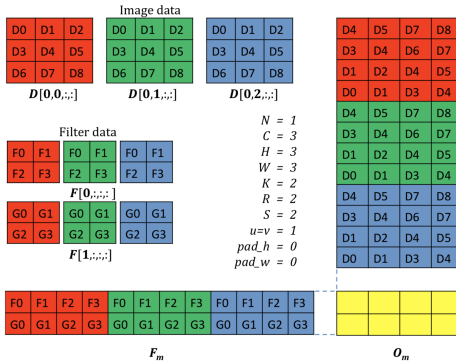 Image data
D0 D1 D2 D0 D1 D2 D0 D1 D2
D3 D4 D5 D3 D4 D5 D3 D4 D5
D6 D7 D8 D6 D7 D8 D6 D7 D8
D[0,0,:,:] D[0,1,:,:] D[0,2,:,:]
Filter data
F0 F1 F0 F1 F0 F1
F2 F3 F2 F3 F2 F3
F[0,:,:,:]
G0 G1 G0 G1 G0 G1
G2 G3 G2 G3 G2 G3
F[1,:,:,:]
N = 1
C = 3
H = 3
W = 3
K = 2
R = 2
S = 2
u=v = 1
pad_h = 0
pad_w = 0
D4 D5 D7 D8
D3 D4 D6 D7
D1 D2 D4 D5
D0 D1 D3 D4
D4 D5 D7 D8
D3 D4 D6 D7
D1 D2 D4 D5
D0 D1 D3 D4
D4 D5 D7 D8
D3 D4 D6 D7
D1 D2 D4 D5
D0 D1 D3 D4
F0 F1 F2 F3 F0 F1 F2 F3 F0 F1 F2 F3
G0 G1 G2 G3 G0 G1 G2 G3 G0 G1 G2 G3
Fm Om